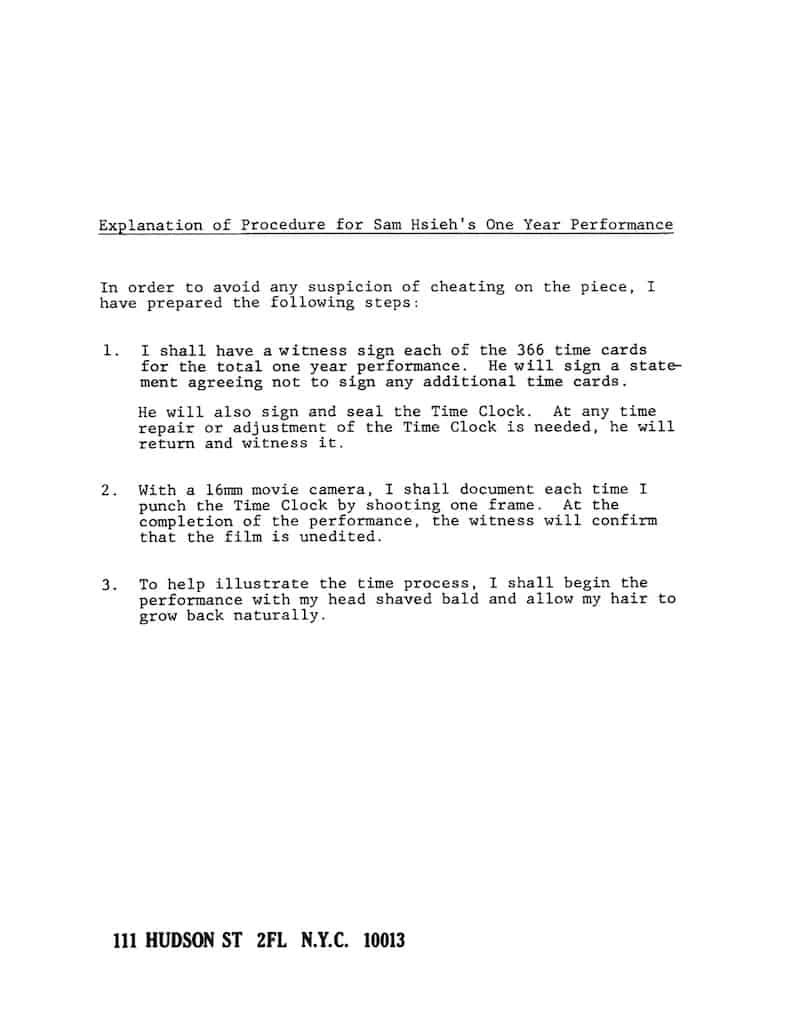 Explanation of Procedure for Sam Hsieh's One Year Performance
In order to avoid any suspicion of cheating on the piece, I
have prepared the following steps:
1. I shall have a witness sign each of the 366 time cards
for the total one year performance. He will sign a state-
ment agreeing not to sign any additional time cards.
He will also sign and seal the Time Clock. At any time
repair or adjustment of the Time Clock is needed, he will
return and witness it.
2. With a 16mm movie camera, I shall document each time I
punch the Time Clock by shooting one frame. At the
completion of the performance, the witness will confirm
that the film is unedited.
3. To help illustrate the time process, I shall begin the
performance with my head shaved bald and allow my hair to
grow back naturally.
111 HUDSON ST 2FL N.Y.C. 10013